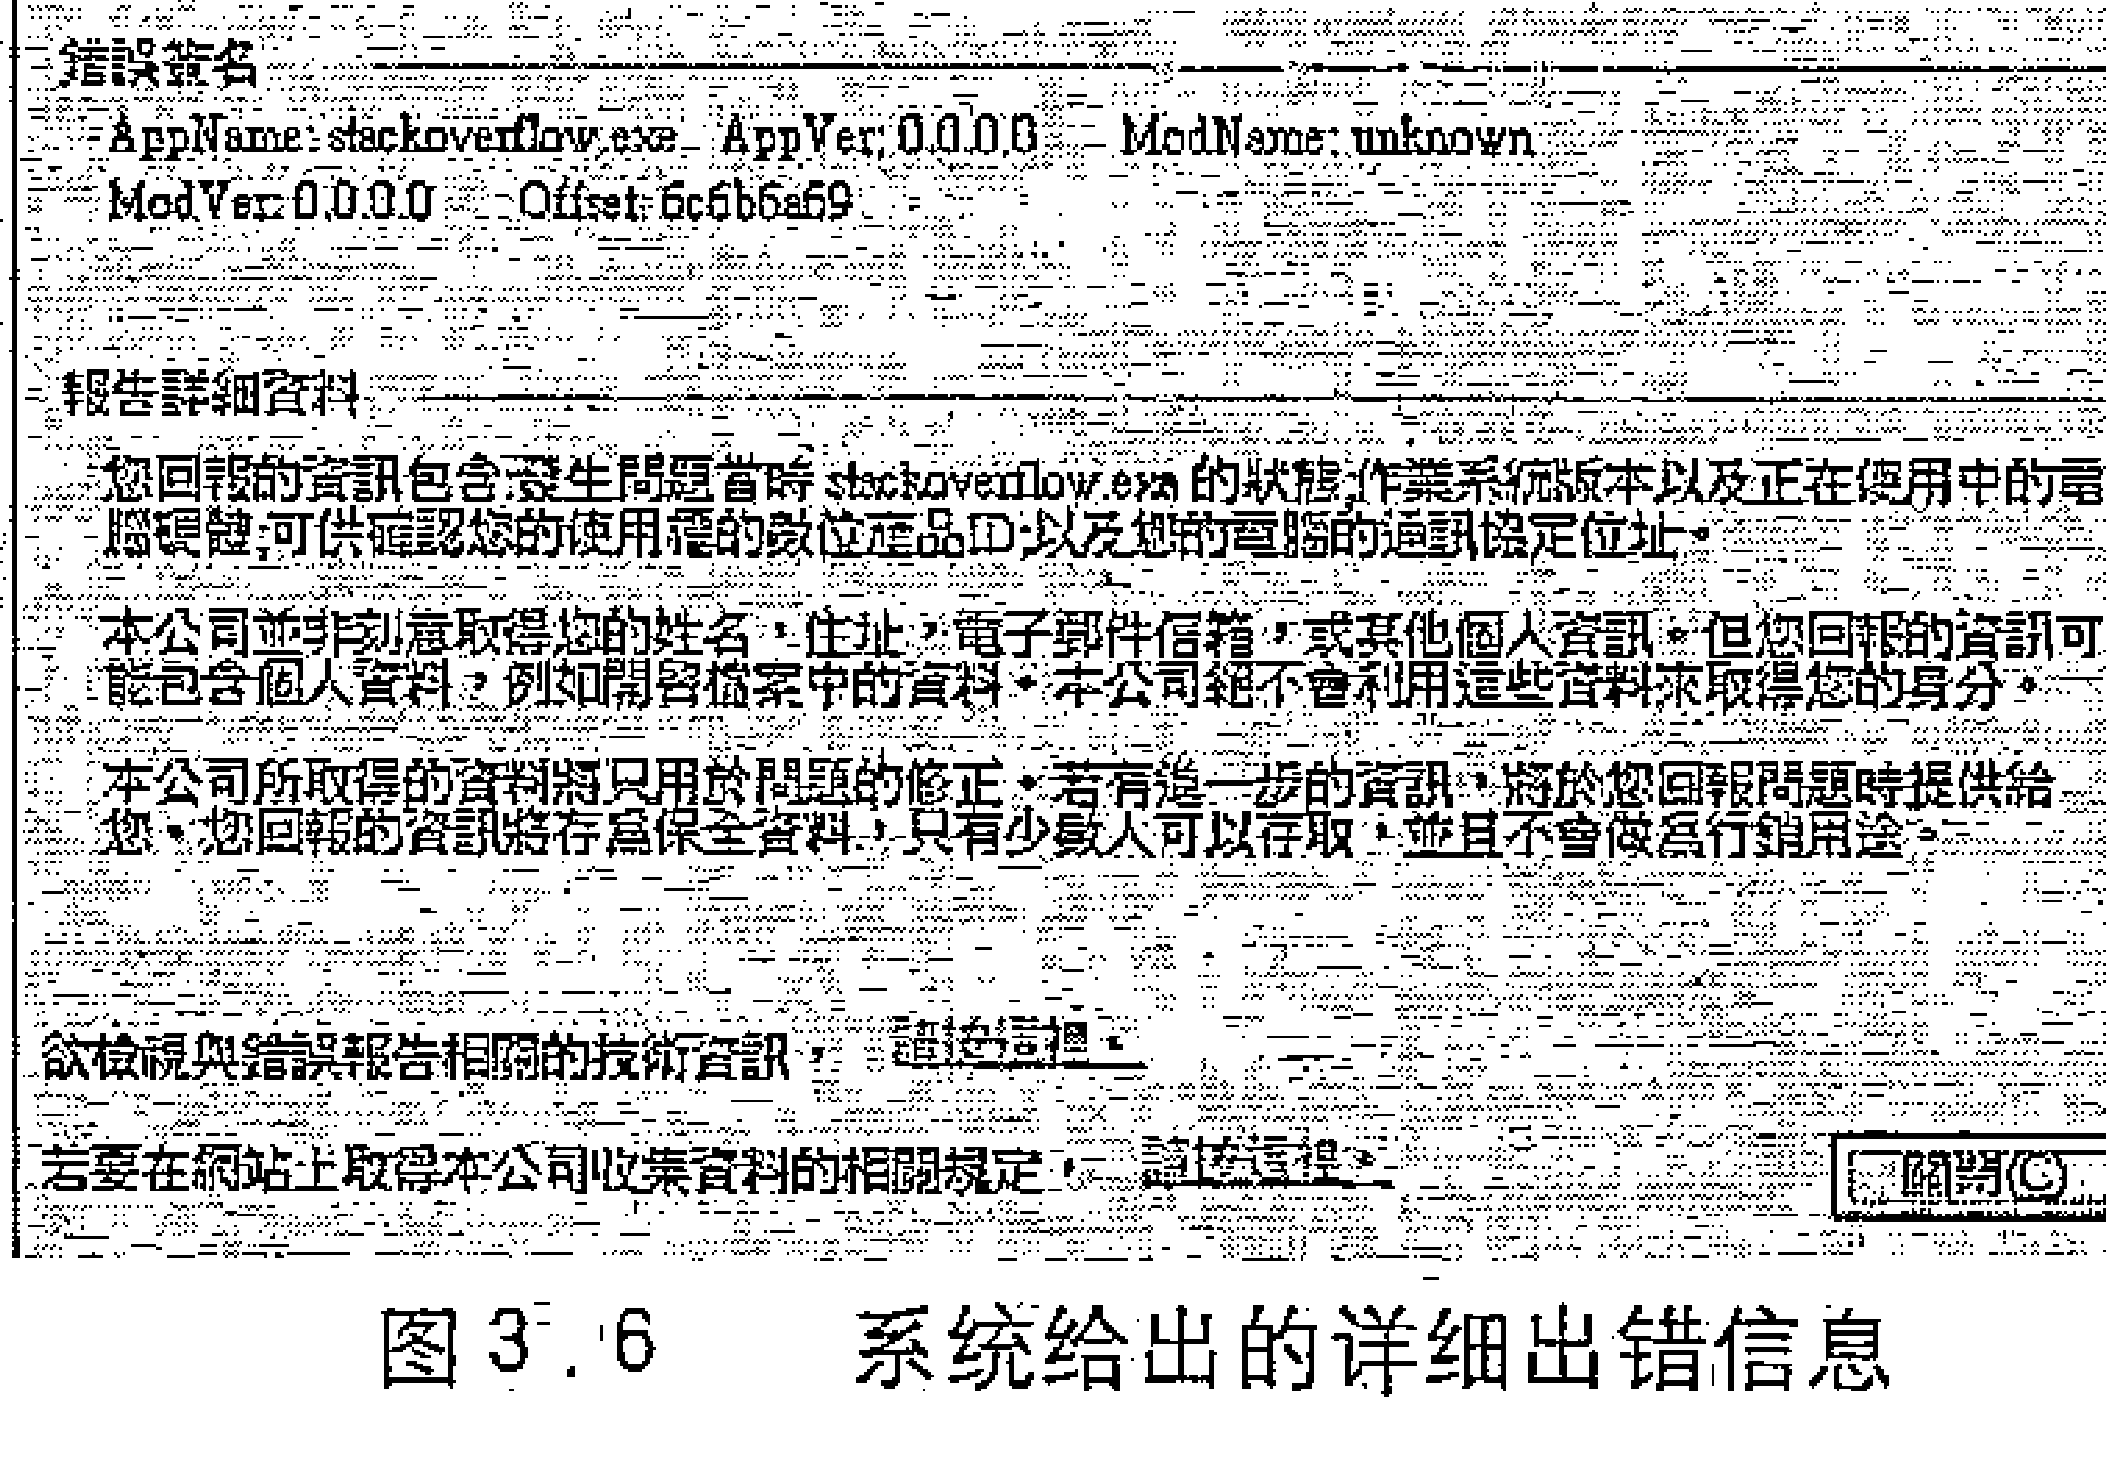 錯誤簽名
AppName: stackoverflow.exe AppVer: 0.0.0.0 ModName: unknown
ModVer: 0.0.0.0 Offset: 6c6b6a69
報告詳細資料
您回報的資訊包含發生問題當時 stackoverflow.exe 的狀態;作業系統版本以及正在使用中的電
腦硬體;可供確認您的使用權的數位產品ID;以及您的電腦的通訊協定位址。
本公司並非刻意取得您的姓名,住址,電子郵件信箱,或其他個人資訊。但您回報的資訊可
能包含個人資料,例如開啓檔案中的資料。本公司絕不會利用這些資料來取得您的身分。
本公司所取得的資料將只用於問題的修正。若有進一步的資訊,將於您回報問題時提供給
您。您回報的資訊將存為保全資料,只有少數人可以存取,並且不會做為行銷用途。
欲檢視與錯誤報告相關的技術資訊,
若要在網站上取得本公司收集資料的相關規定, 請按這裡。
關閉(C)
图 3.6 系统给出的详细出错信息